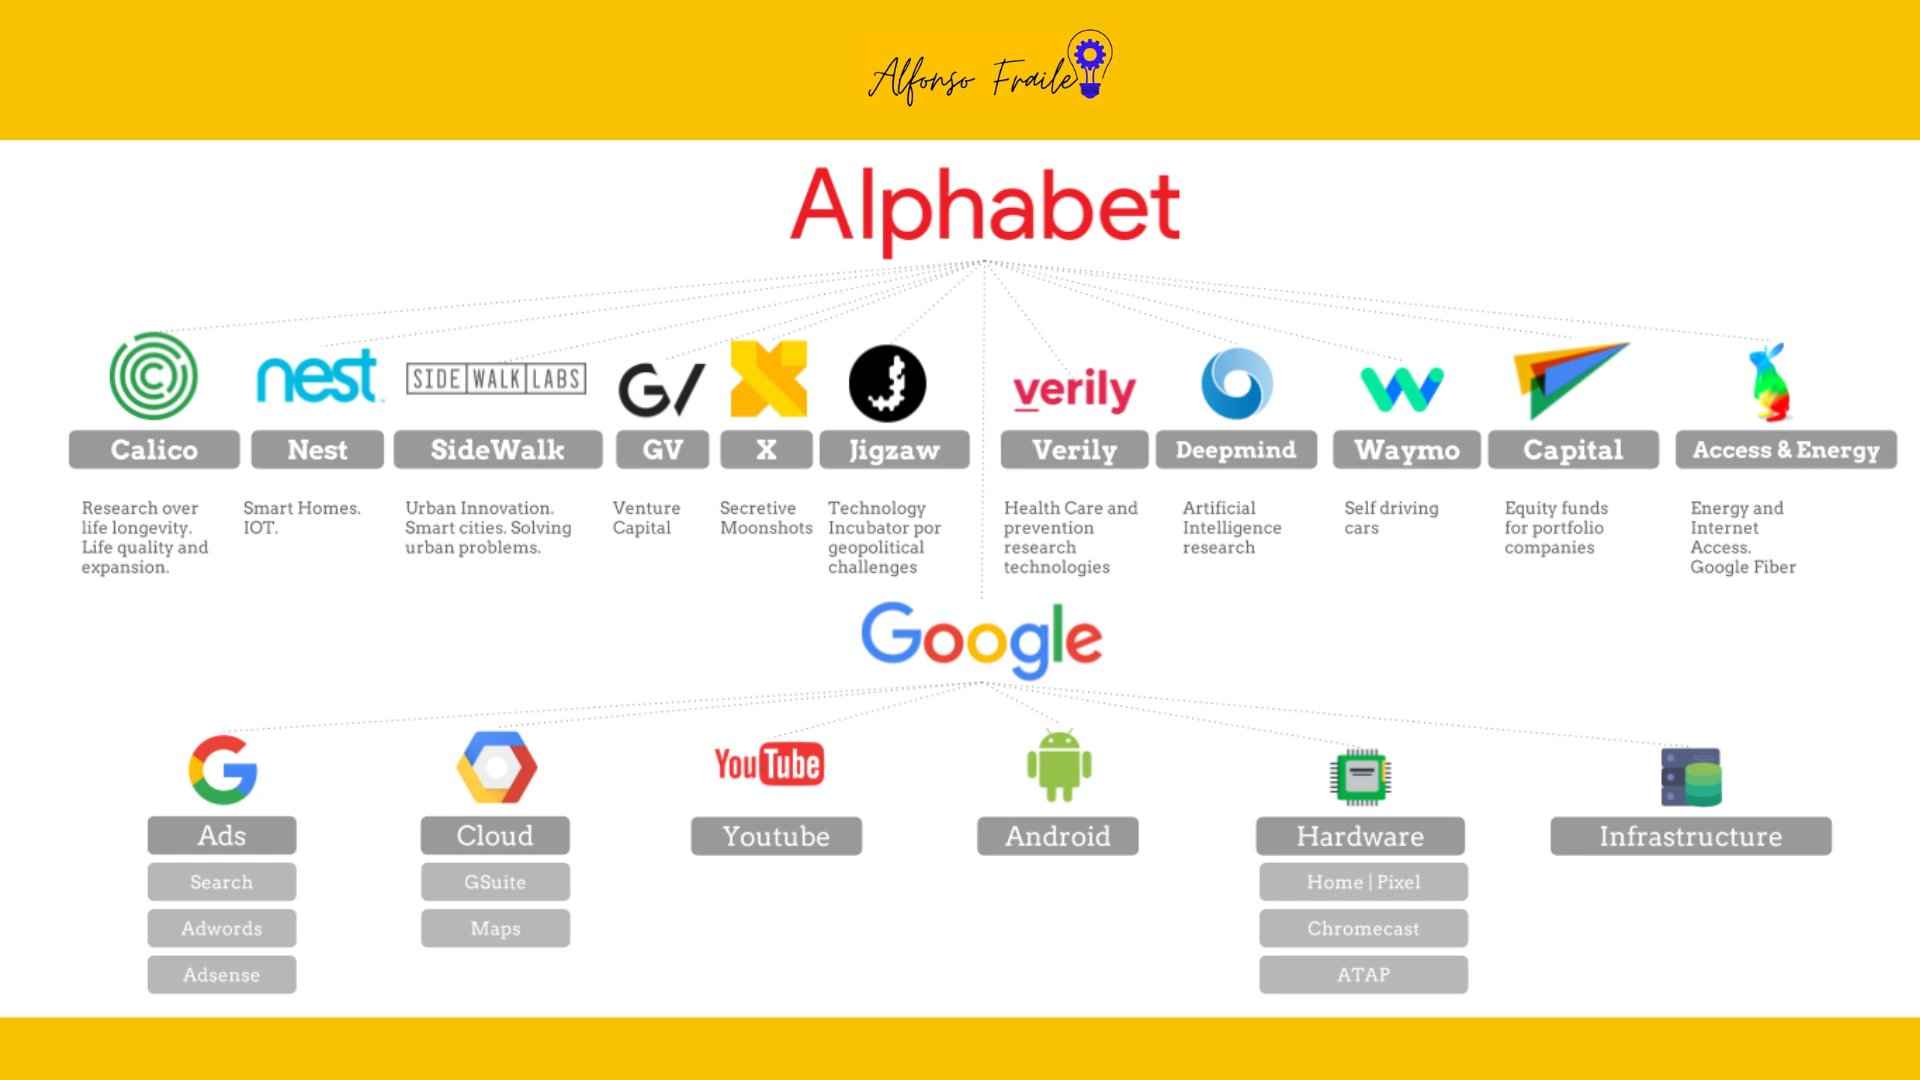 Alfonso Fraile
Alphabet
nest
SIDE WALK LABS
G/
verily
Calico
Nest
SideWalk
GV
X
Jigzaw
Verily
Deepmind
Waymo
Capital
Access & Energy
Research over
life longevity.
Life quality and
expansion.
Smart Homes.
IOT.
Urban Innovation.
Smart cities. Solving
urban problems.
Venture
Capital
Secretive
Moonshots
Technology
Incubator por
geopolitical
challenges
Health Care and
prevention
research
technologies
Artificial
Intelligence
research
Self driving
cars
Equity funds
for portfolio
companies
Energy and
Internet
Access.
Google Fiber
Google
G
YouTube
Ads
Search
Adwords
Adsense
Cloud
GSuite
Maps
Youtube
Android
Hardware
Home | Pixel
Chromecast
ATAP
Infrastructure